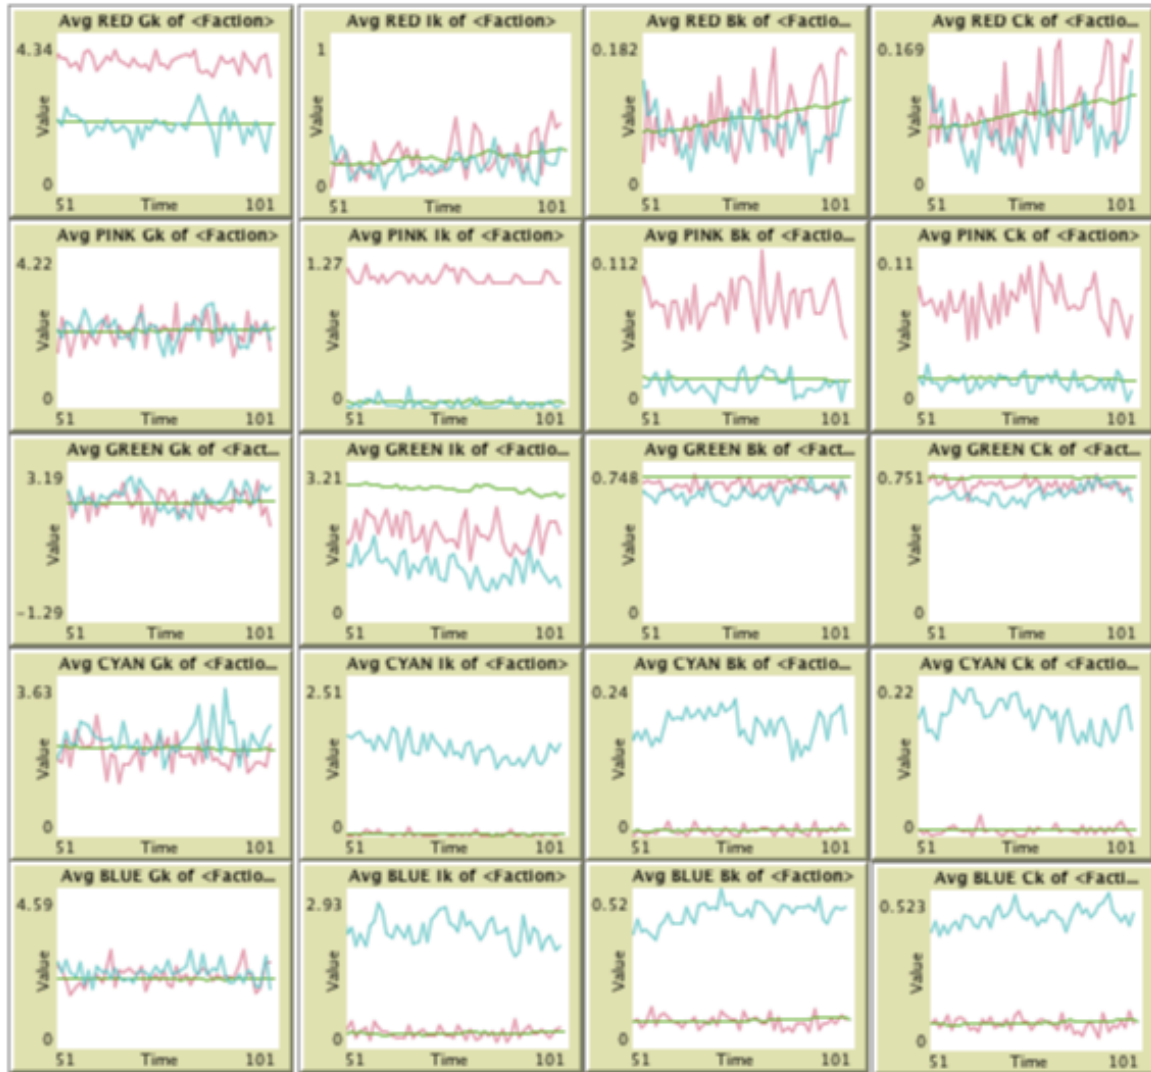 Avg RED Gk of <Faction>
4.34
Value
0
51 Time 101
Avg RED Ik of <Faction>
1
Value
0
51 Time 101
Avg RED Bk of <Factio...
0.182
Value
0
51 Time 101
Avg RED Ck of <Factio...
0.169
Value
0
51 Time 101
Avg PINK Gk of <Faction>
4.22
Value
0
51 Time 101
Avg PINK Ik of <Faction>
1.27
Value
0
51 Time 101
Avg PINK Bk of <Factio...
0.112
Value
0
51 Time 101
Avg PINK Ck of <Faction>
0.11
Value
0
51 Time 101
Avg GREEN Gk of <Fact...
3.19
Value
-1.29
51 Time 101
Avg GREEN Ik of <Factio...
3.21
Value
0
51 Time 101
Avg GREEN Bk of <Fact...
0.748
Value
0
51 Time 101
Avg GREEN Ck of <Fact...
0.751
Value
0
51 Time 101
Avg CYAN Gk of <Factio...
3.63
Value
0
51 Time 101
Avg CYAN Ik of <Faction>
2.51
Value
0
51 Time 101
Avg CYAN Bk of <Factio...
0.24
Value
0
51 Time 101
Avg CYAN Ck of <Factio...
0.22
Value
0
51 Time 101
Avg BLUE Gk of <Factio...
4.59
Value
0
51 Time 101
Avg BLUE Ik of <Faction>
2.93
Value
0
51 Time 101
Avg BLUE Bk of <Faction>
0.52
Value
0
51 Time 101
Avg BLUE Ck of <Facti...
0.523
Value
0
51 Time 101